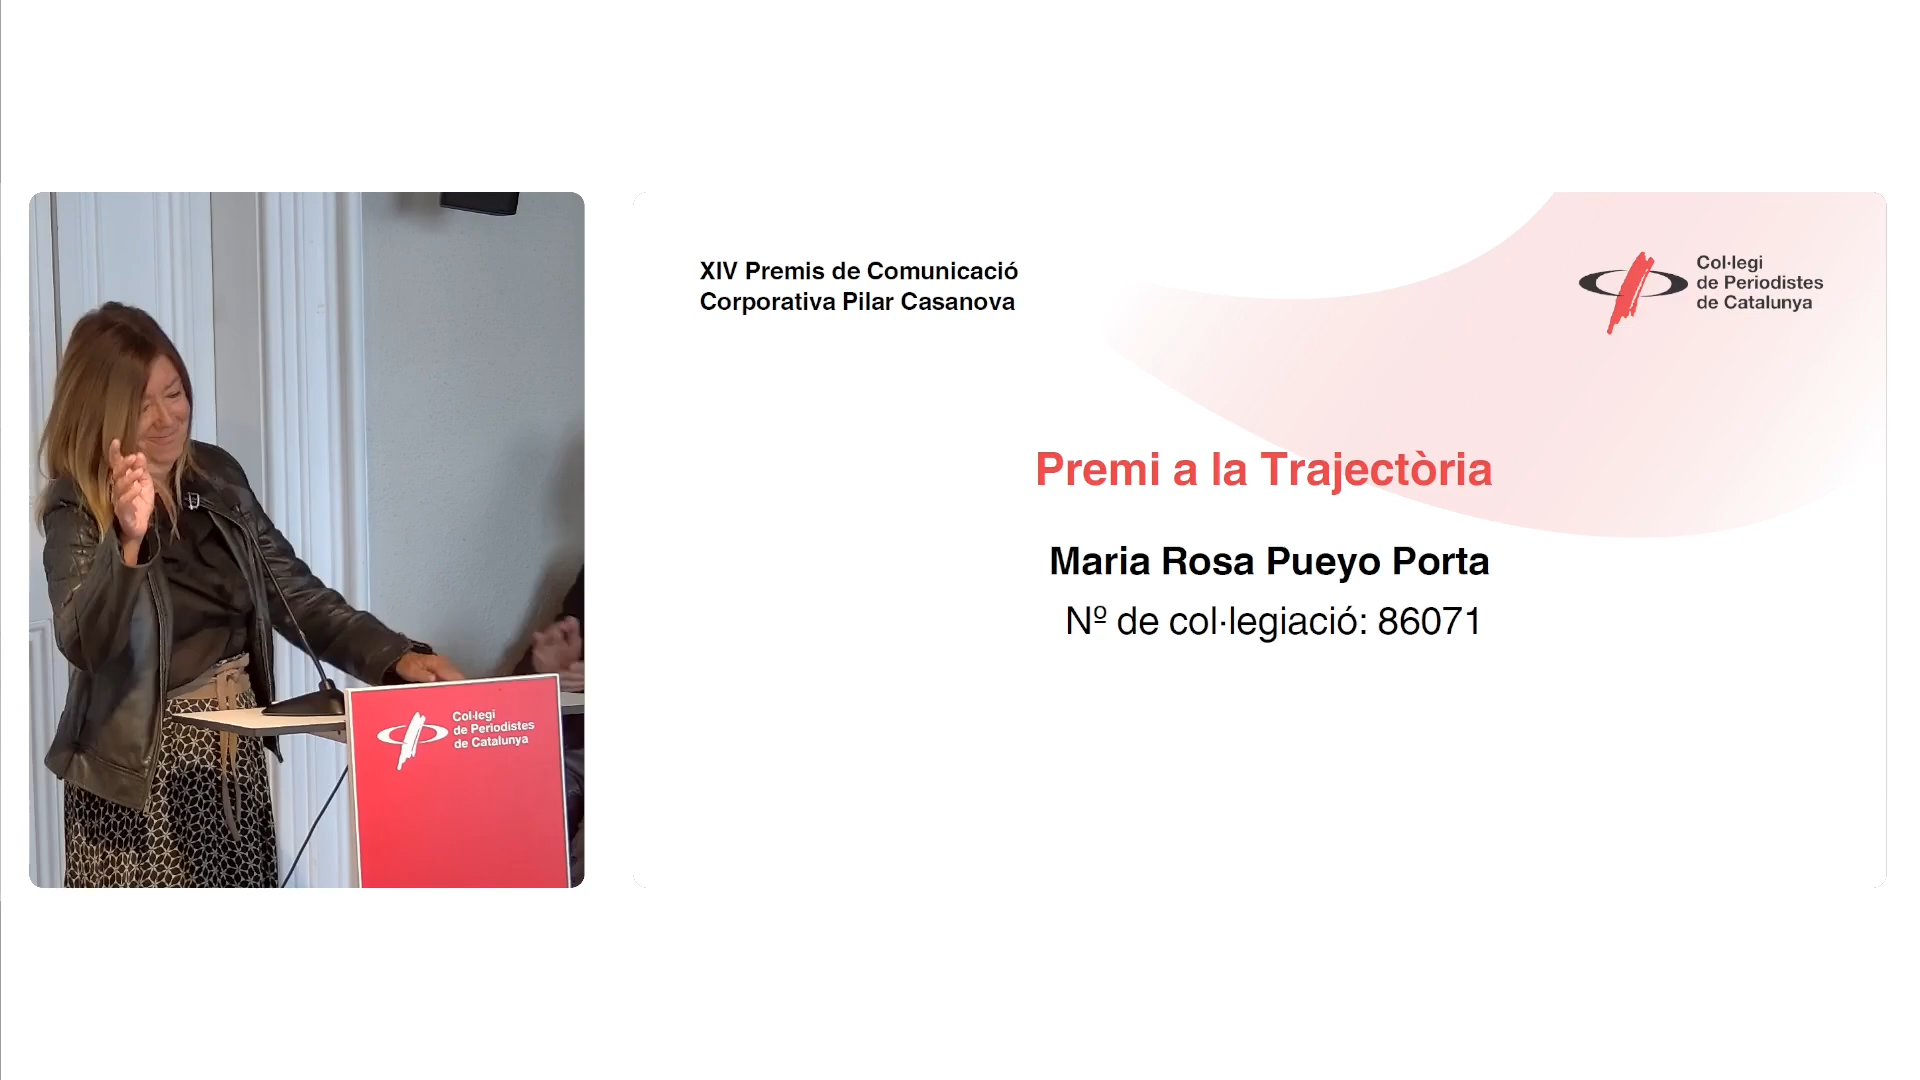 XIV Premis de Comunicació
Corporativa Pilar Casanova
Col·legi
de Periodistes
de Catalunya
Premi a la Trajectòria
Maria Rosa Pueyo Porta
Nº de col·legiació: 86071
Col·legi
de Periodistes
de Catalunya